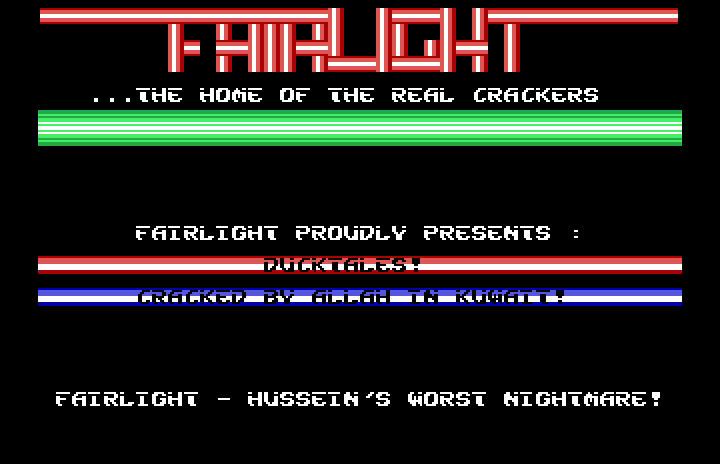 FAIRLIGHT
...THE HOME OF THE REAL CRACKERS
FAIRLIGHT PROUDLY PRESENTS :
DUCKTALES!
CRACKED BY ALLAH IN KUWAIT!
FAIRLIGHT - HUSSEIN'S WORST NIGHTMARE!